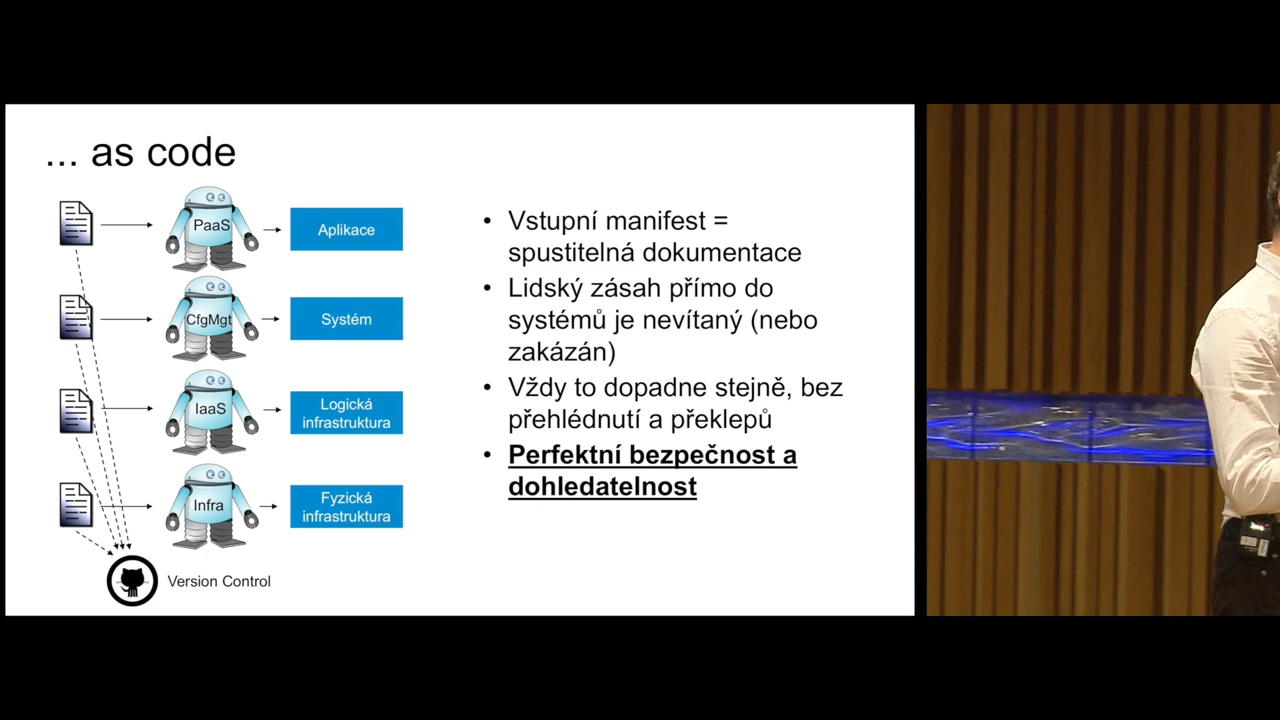 ... as code
PaaS
Aplikace
CfgMgt
Systém
IaaS
Logická
infrastruktura
Infra
Fyzická
infrastruktura
Version Control
• Vstupní manifest =
spustitelná dokumentace
• Lidský zásah přímo do
systémů je nevítaný (nebo
zakázán)
• Vždy to dopadne stejně, bez
přehlédnutí a překlepů
• Perfektní bezpečnost a
dohledatelnost